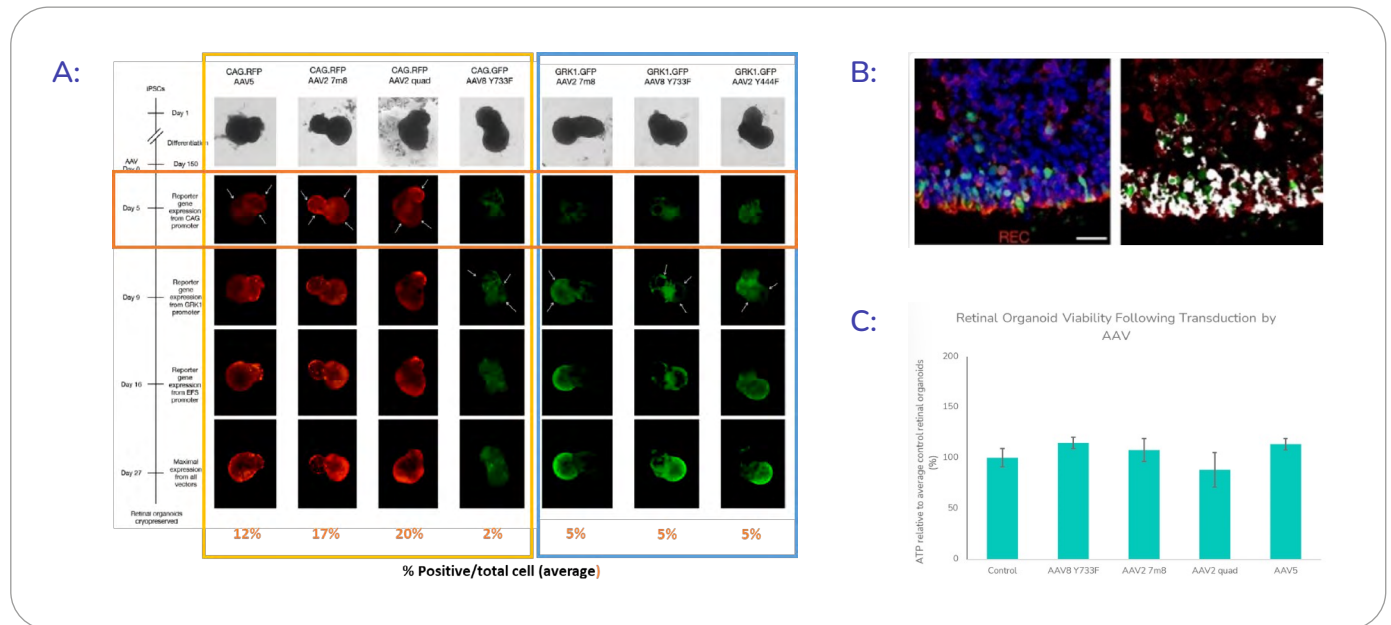 A:
iPSCs
Day 1
Differentiation
AAV
Day 0
Day 150
Day 5
Reporter
gene
expression
from CAG
promoter
Day 9
Reporter
gene
expression
from GRK1
promoter
Day 16
Reporter
gene
expression
from EFS
promoter
Day 27
Maximal
expression
from all
vectors
Retinal organoids
cryopreserved
CAG.RFP
AAV5
CAG.RFP
AAV2 7m8
CAG.RFP
AAV2 quad
CAG.GFP
AAV8 Y733F
GRK1.GFP
AAV2 7m8
GRK1.GFP
AAV8 Y733F
GRK1.GFP
AAV2 Y444F
12% 17% 20% 2% 5% 5% 5%
% Positive/total cell (average)
B:
REC
C:
Retinal Organoid Viability Following Transduction by
AAV
ATP relative to average control retinal organoids
(%)
200
150
100
50
0
Control AAV8 Y733F AAV2 7m8 AAV2 quad AAV5